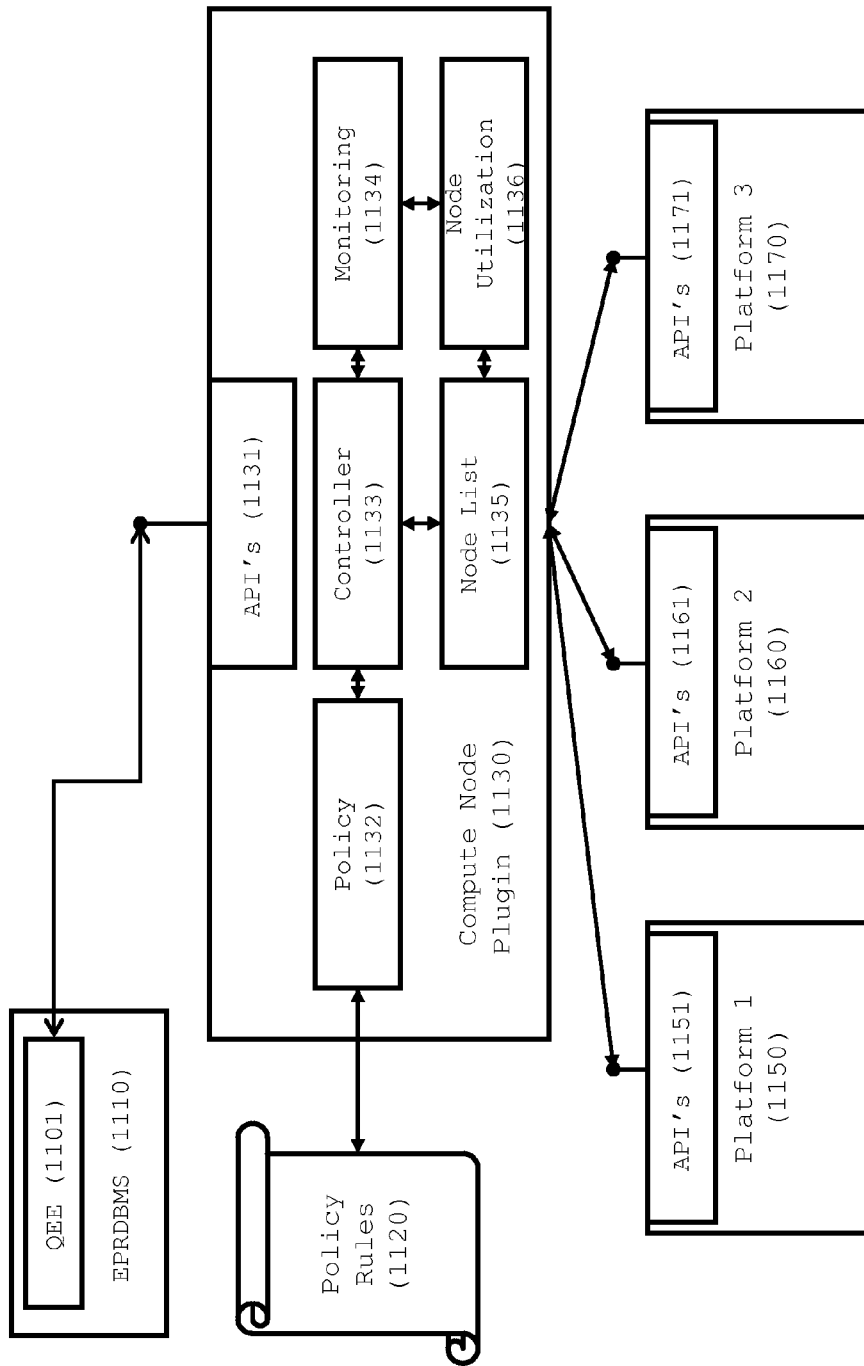 QEE (1101)
EPRDBMS (1110)
Policy
Rules
(1120)
API's (1131)
Policy
(1132)
Controller
(1133)
Monitoring
(1134)
Compute Node
Plugin (1130)
Node List
(1135)
Node
Utilization
(1136)
API's (1151)
Platform 1
(1150)
API's (1161)
Platform 2
(1160)
API's (1171)
Platform 3
(1170)